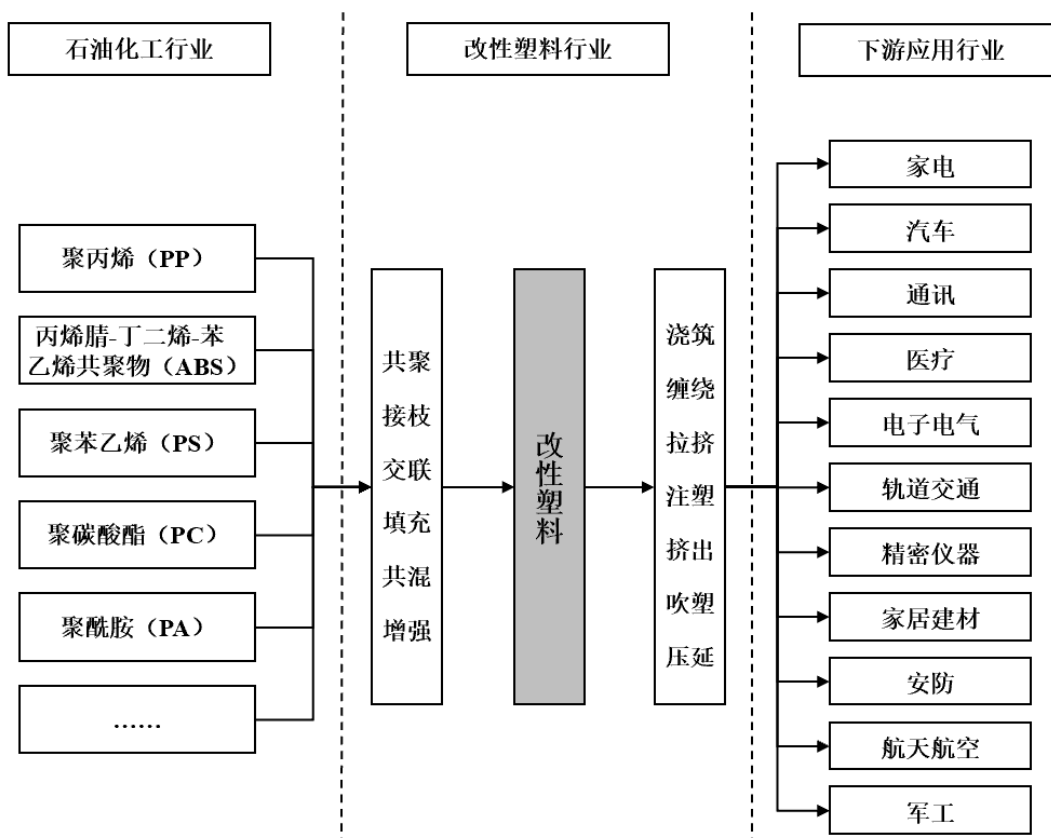 石油化工行业
改性塑料行业
下游应用行业
聚丙烯（PP）
丙烯腊-丁二烯-苯
乙烯共聚物（ABS）
聚苯乙烯（PS）
聚碳酸酯（PC）
聚酰胺（PA）
……
共聚
接枝
交联
填充
共混
增强
改性塑料
浇筑
缠绕
拉挤
注塑
挤出
吹塑
压延
家电
汽车
通讯
医疗
电子电气
轨道交通
精密仪器
家居建材
安防
航天航空
军工